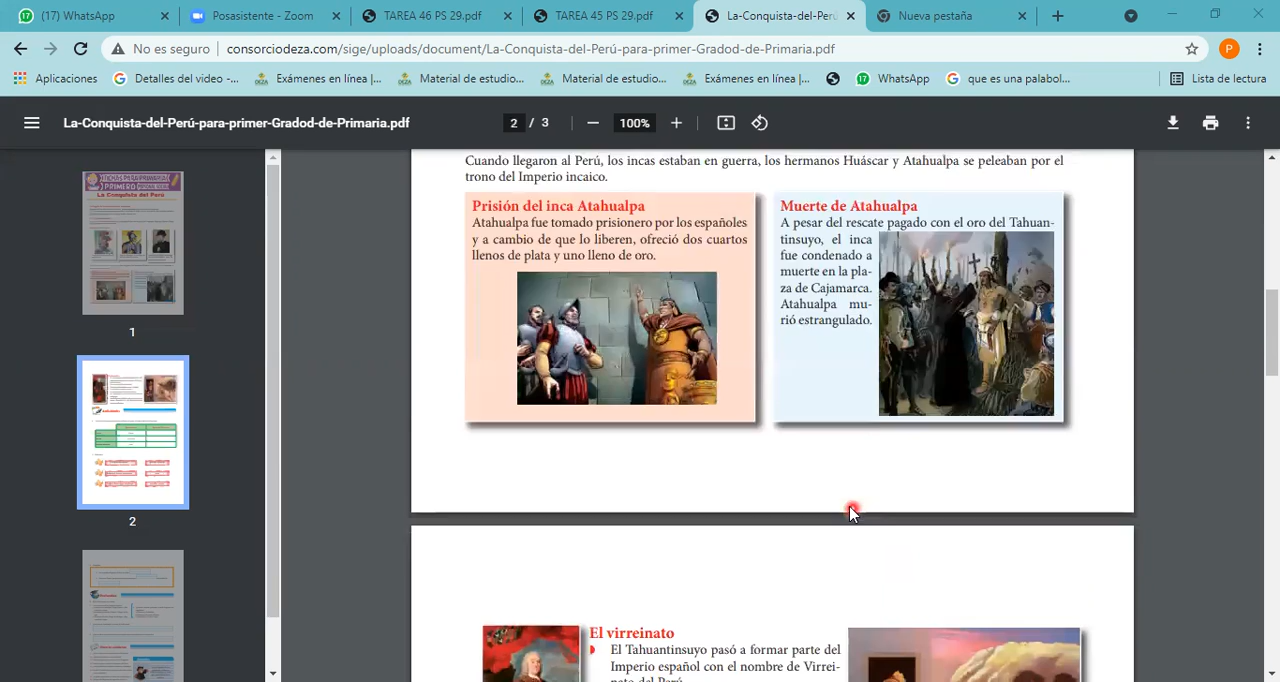 (17) WhatsApp
Posasistente - Zoom
TAREA 46 PS 29.pdf
TAREA 45 PS 29.pdf
La-Conquista-del-Perú
Nueva pestaña
No es seguro
consorciodeza.com/sige/uploads/document/La-Conquista-del-Perú-para-primer-Gradod-de-Primaria.pdf
P
Aplicaciones
Detalles del video -...
Exámenes en línea |...
Material de estudio...
Material de estudio...
Exámenes en línea |...
WhatsApp
que es una palabol...
Lista de lectura
La-Conquista-del-Perú-para-primer-Gradod-de-Primaria.pdf
2 / 3
100%
La Conquista del Perú
1
2
Cuando llegaron al Perú, los incas estaban en guerra, los hermanos Huáscar y Atahualpa se peleaban por el
trono del Imperio incaico.
Prisión del inca Atahualpa
Atahualpa fue tomado prisionero por los españoles
y a cambio de que lo liberen, ofreció dos cuartos
llenos de plata y uno lleno de oro.
Muerte de Atahualpa
A pesar del rescate pagado con el oro del Tahuan-
tinsuyo, el inca
fue condenado a
muerte en la pla-
za de Cajamarca.
Atahualpa mu-
rió estrangulado.
El virreinato
El Tahuantinsuyo pasó a formar parte del
Imperio español con el nombre de Virrei-
nato del Perú.